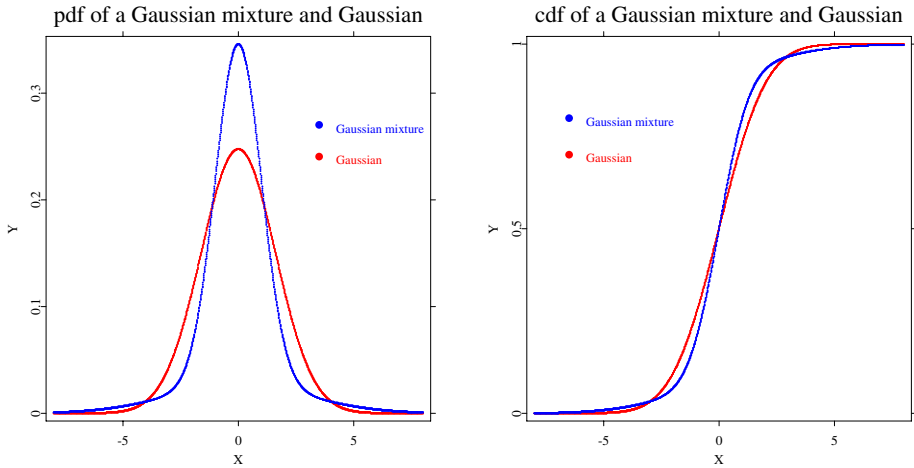 pdf of a Gaussian mixture and Gaussian
0.3
0.2
0.1
0
Y
Gaussian mixture
Gaussian
-5
0
5
X
cdf of a Gaussian mixture and Gaussian
1
0.5
0
Y
Gaussian mixture
Gaussian
-5
0
5
X